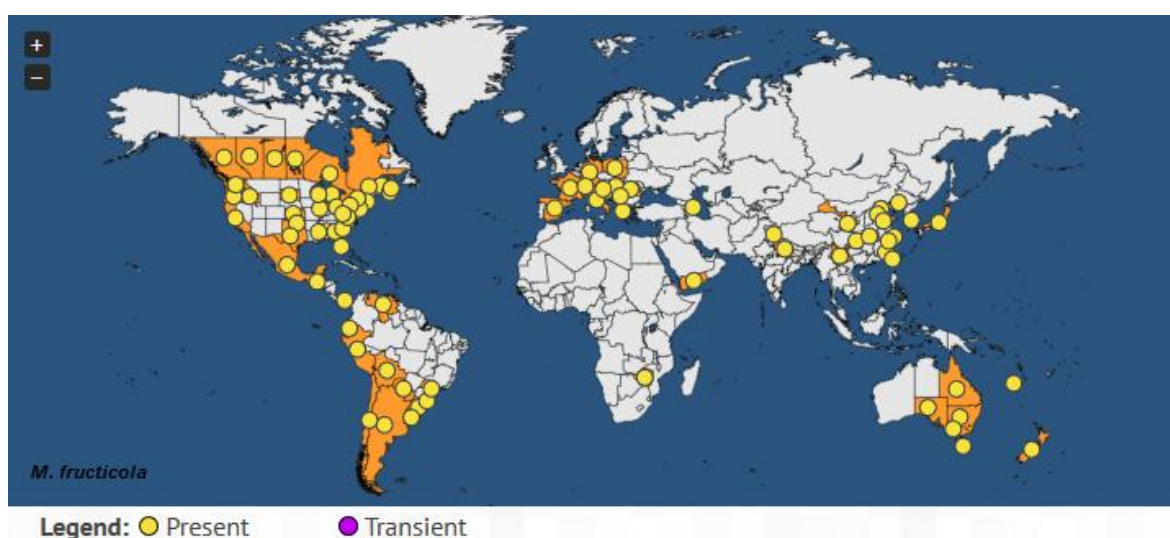 +
−
M. fructicola
Legend: Present Transient